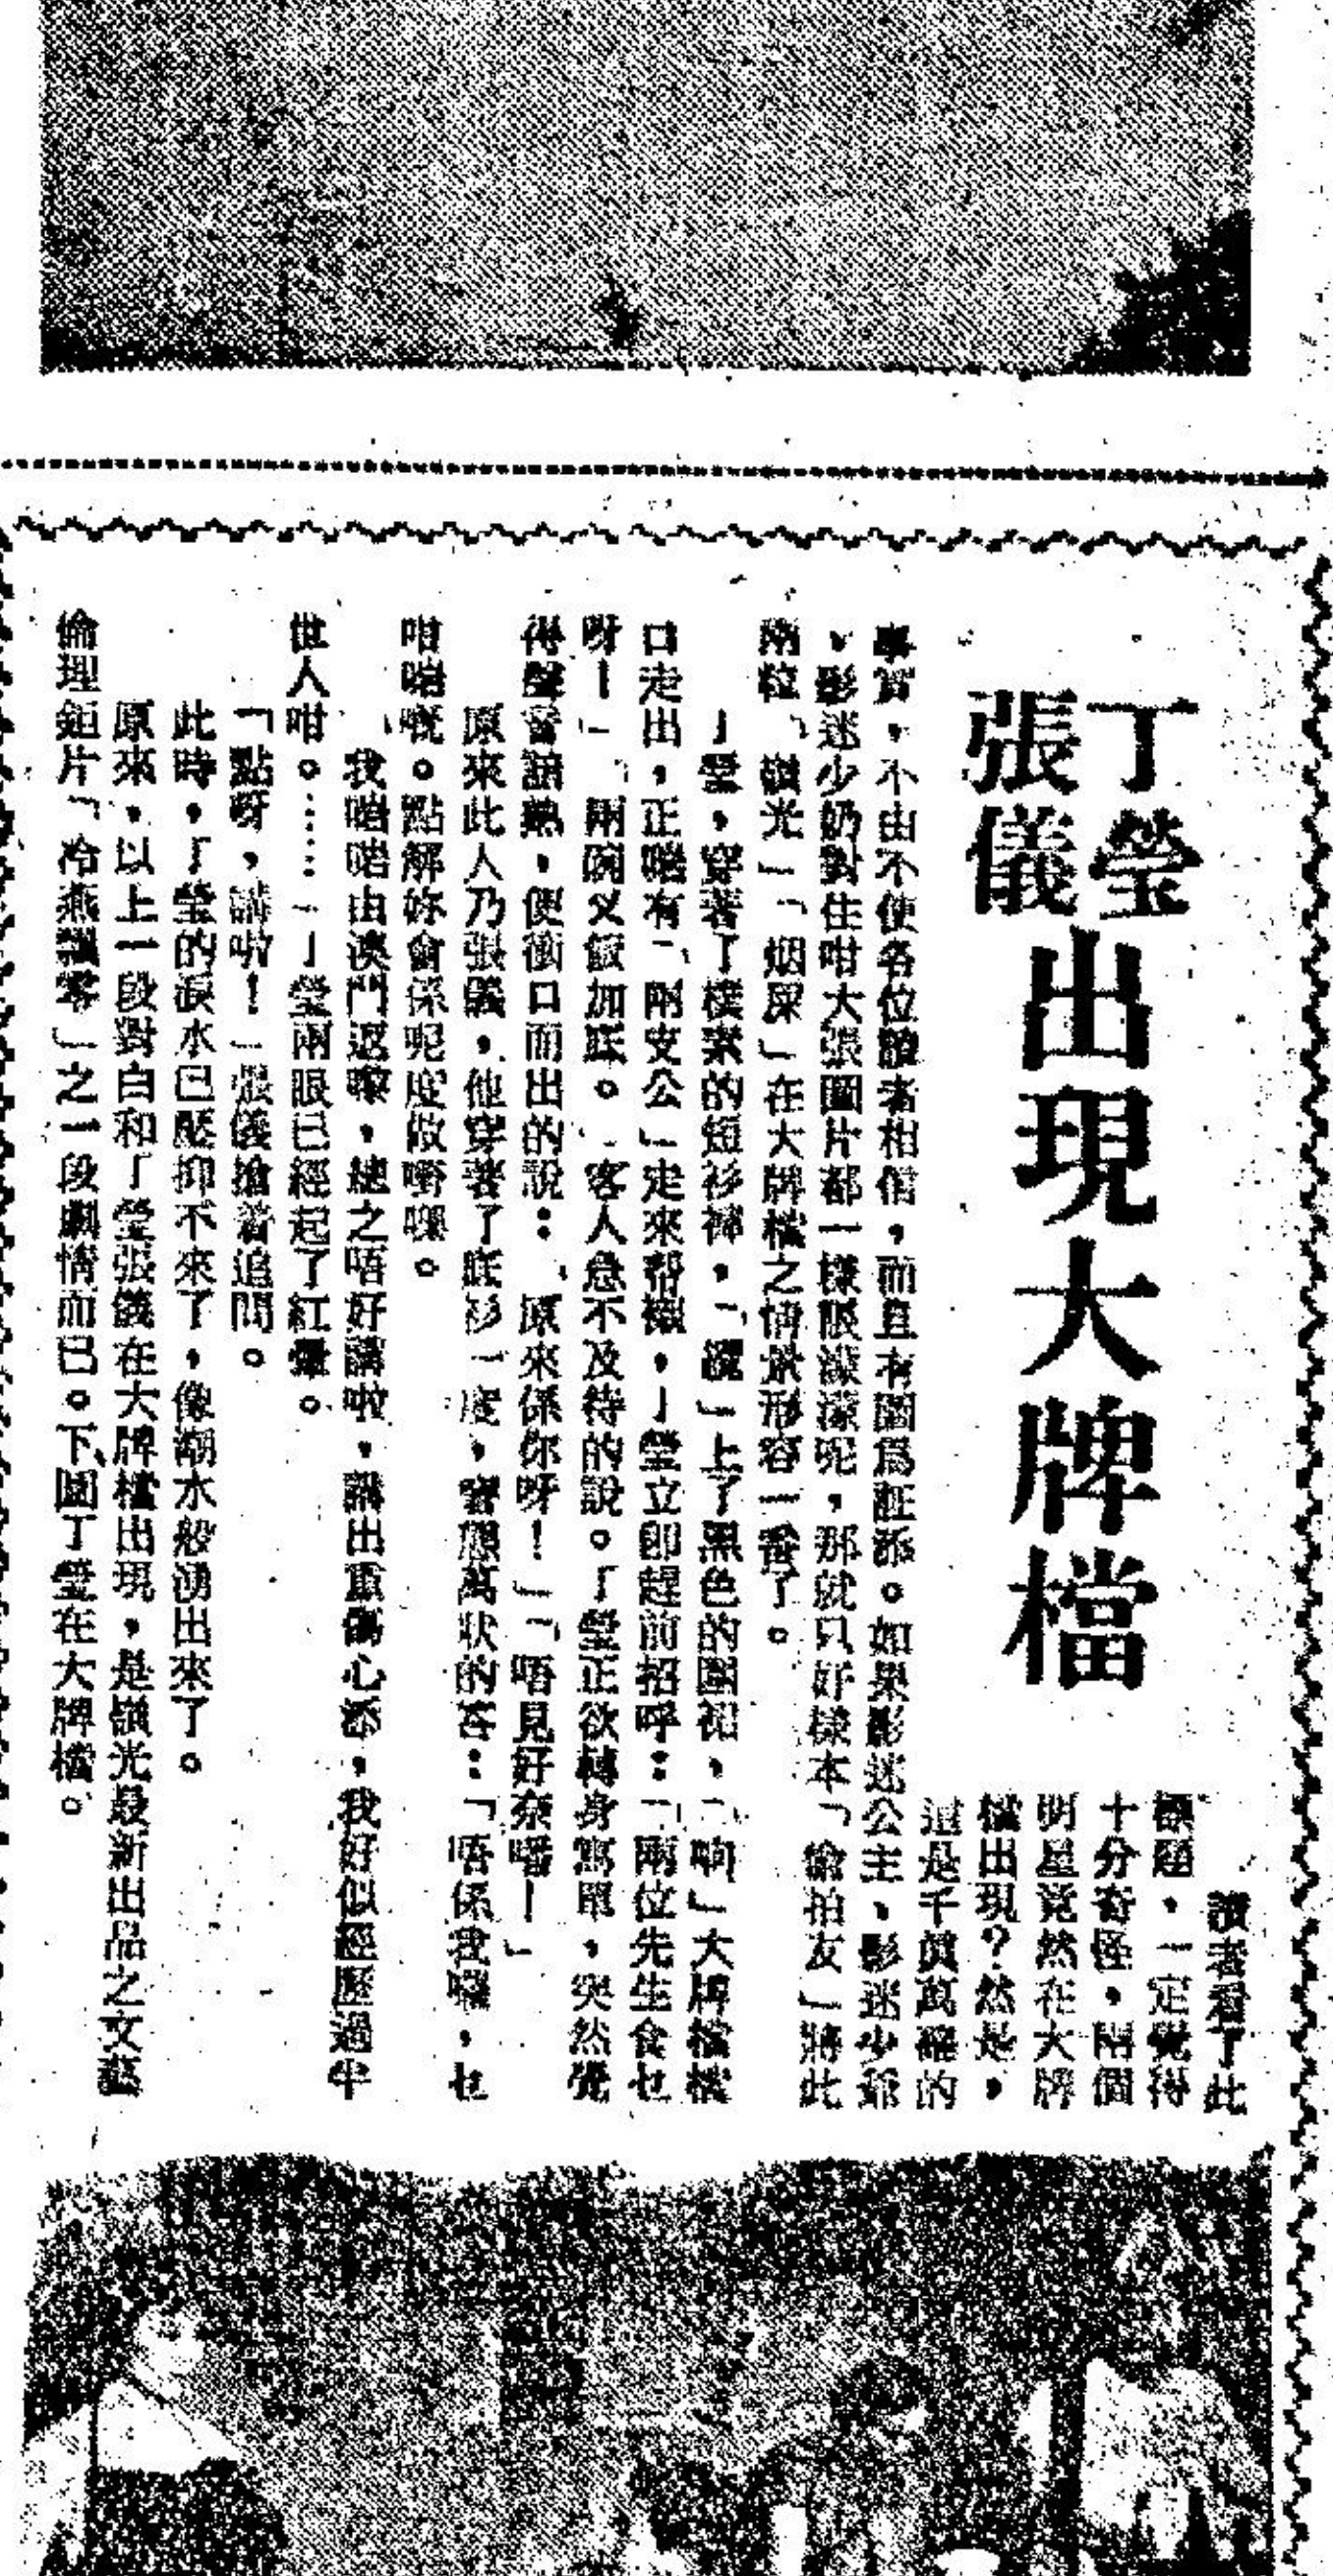 丁瑩
張儀
出現大牌檔
讀者看了此
標題，一定覺得
十分奇怪，兩個
明星竟然在大牌
檔出現？然是，
這是千眞萬確的
事實，不由不使各位讀者相信，而且有圖爲証添。如果影迷公主、影迷少爺
、影迷少奶對住咁大張圖片都一樣眼濛濛呢，那就只好樣本「偷拍友」將此
兩粒「嶺光」「烟屎」在大牌檔之情景形容一番了。
丁瑩，穿著了樸素的短衫褲，「攬」上了黑色的圍裙，「响」大牌檔檔
口走出，正啱有「兩支公」走來幫襯，丁瑩立即趕前招呼：「兩位先生食乜
呀！」「兩碗叉飯加底。」客人急不及待的說。丁瑩正欲轉身寫單，突然覺
得聲音語熟，便衝口而出的說：「原來係你呀！」「唔見好奈喈！」
原來此人乃張儀，他穿著了底衫一度，窘態萬狀的答：「唔係我囉，乜
咁啱嘅。點解妳會係呢度做嘢㗎。
「我啱啱由澳門返嚟，總之唔好講啦，講出重傷心添，我好似經歷過半
世人咁。……」丁瑩兩眼已經起了紅暈。
「點呀，講啦！」張儀搶着追問。
此時，丁瑩的淚水已壓抑不來了，像潮水般湧出來了。
原來，以上一段對白和丁瑩張儀在大牌檔出現，是嶺光最新出品之文藝
倫理鉅片「冷燕飄零」之一段劇情而已。下圖丁瑩在大牌檔。